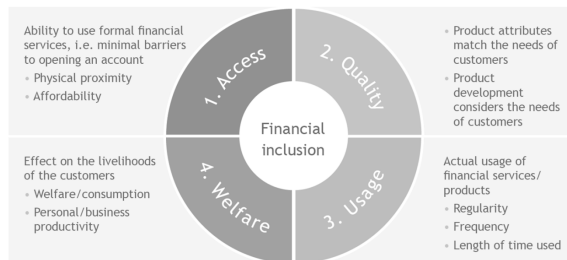 Ability to use formal financial
services, i.e. minimal barriers
to opening an account
• Physical proximity
• Affordability
1. Access
2. Quality
• Product attributes
match the needs of
customers
• Product
development
considers the needs
of customers
Financial
inclusion
Effect on the livelihoods
of the customers
• Welfare/consumption
• Personal/business
productivity
4. Welfare
3. Usage
Actual usage of
financial services/
products
• Regularity
• Frequency
• Length of time used